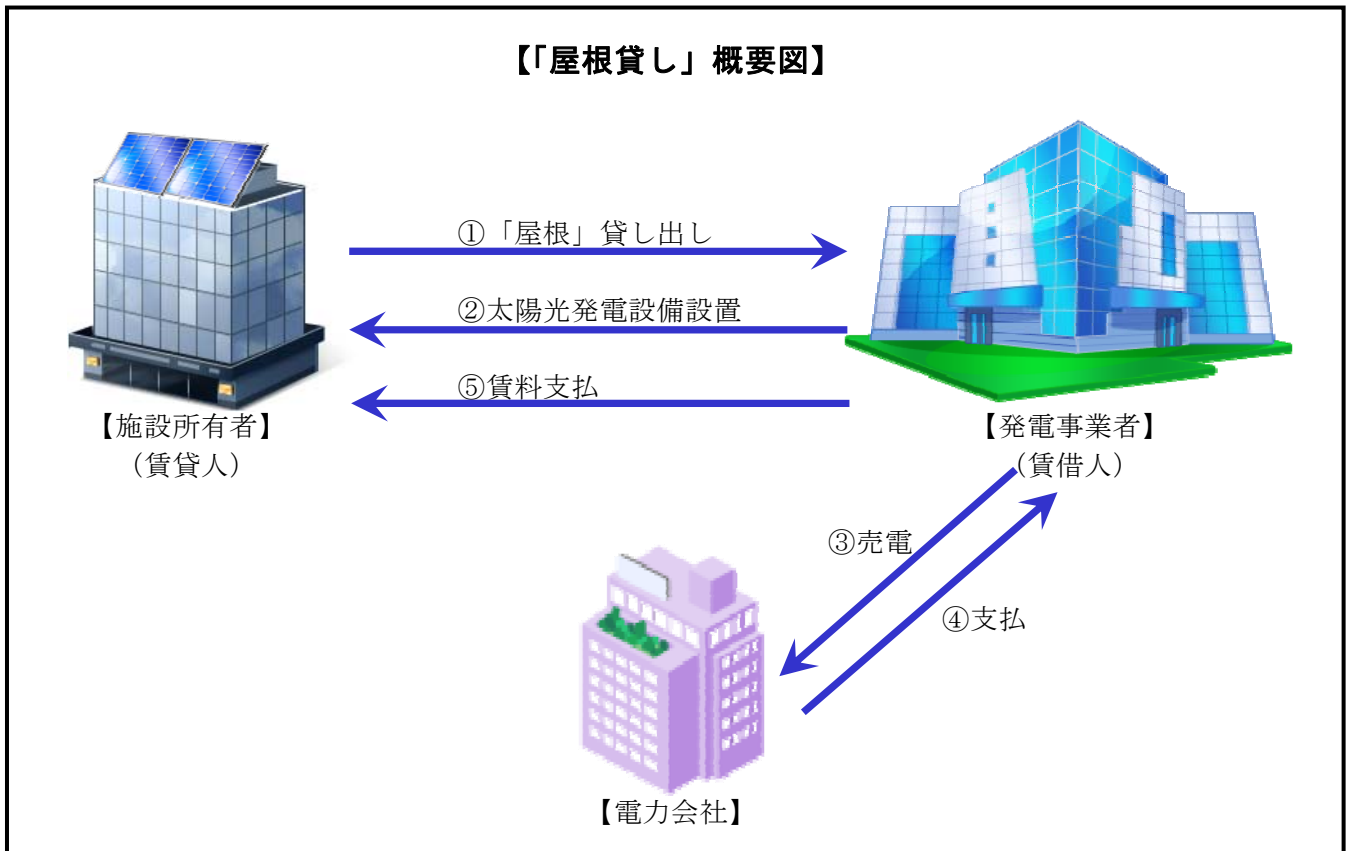 【「屋根貸し」概要図】
①「屋根」貸し出し
②太陽光発電設備設置
⑤賃料支払
【施設所有者】
（賃貸人）
【発電事業者】
（賃借人）
③売電
④支払
【電力会社】